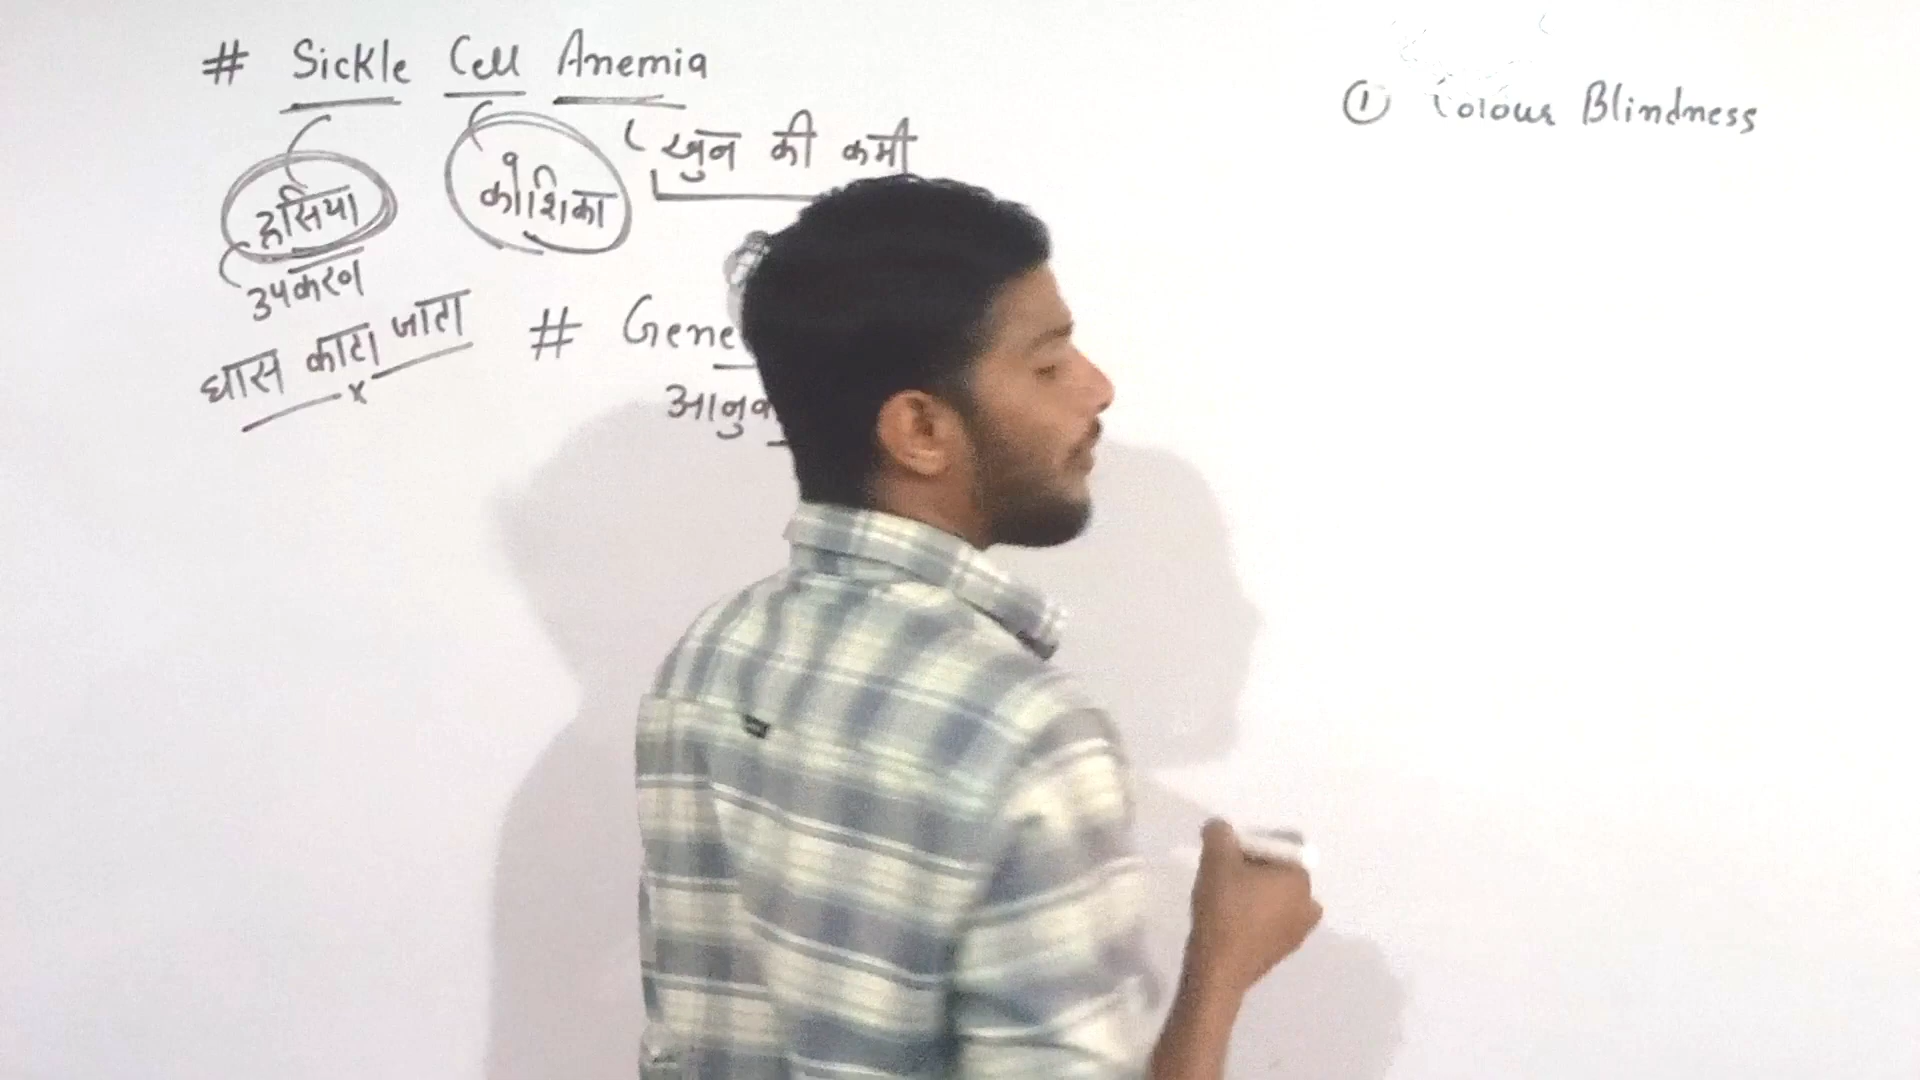 # Sickle Cell Anemia
खुन की कमी
हसिया
कोशिका
उपकरण
घास काटा जाता
#
① Colour Blindness